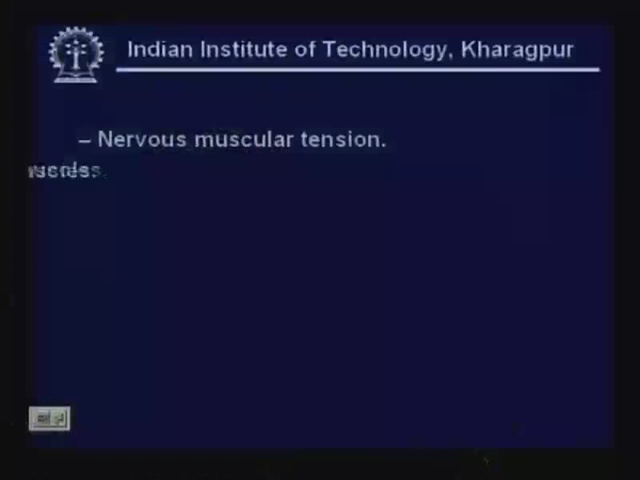 Indian Institute of Technology, Kharagpur
– Nervous muscular tension.